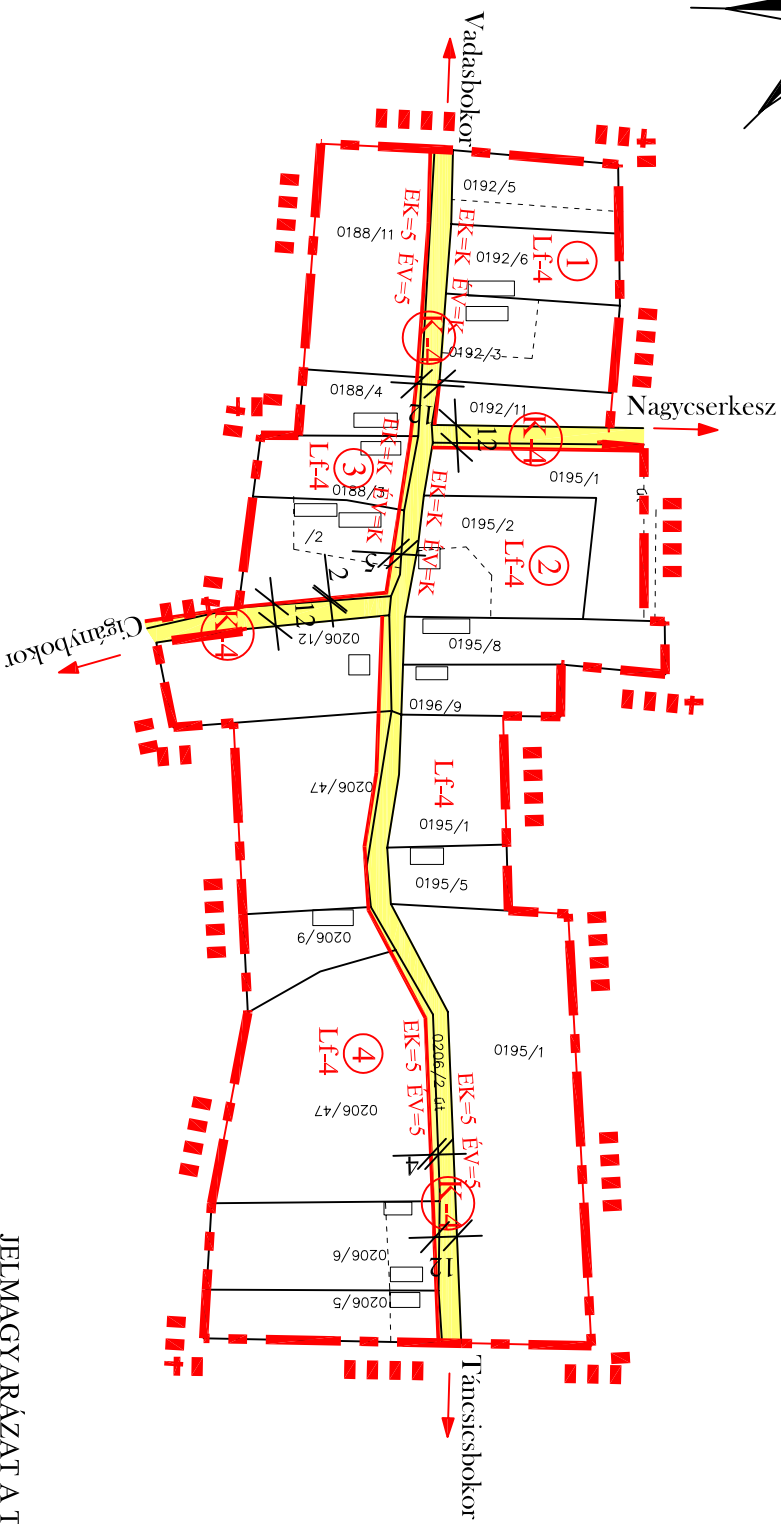 Vadasbokor
0192/5
EK=K ÉV=K
EK=5 ÉV=5
0192/6
1
Lf-4
0188/11
K-4
0192/3
0188/4
12
0192/11
Nagycserkesz
12
K-4
EK=K ÉV=K
3
Lf-4
0188/3
EK=K ÉV=K
0195/1
út
0195/2
2
Lf-4
/2
5
2
12
K-4
0206/12
Cigánybokor
0195/8
0196/9
Lf-4
0206/47
0195/1
0195/5
0206/9
4
Lf-4
EK=5 ÉV=5
0206/2 út
EK=5 ÉV=5
0195/1
0206/47
4
K-4
12
0206/6
0206/5
Táncsicsbokor
JELMAGYARÁZAT A T